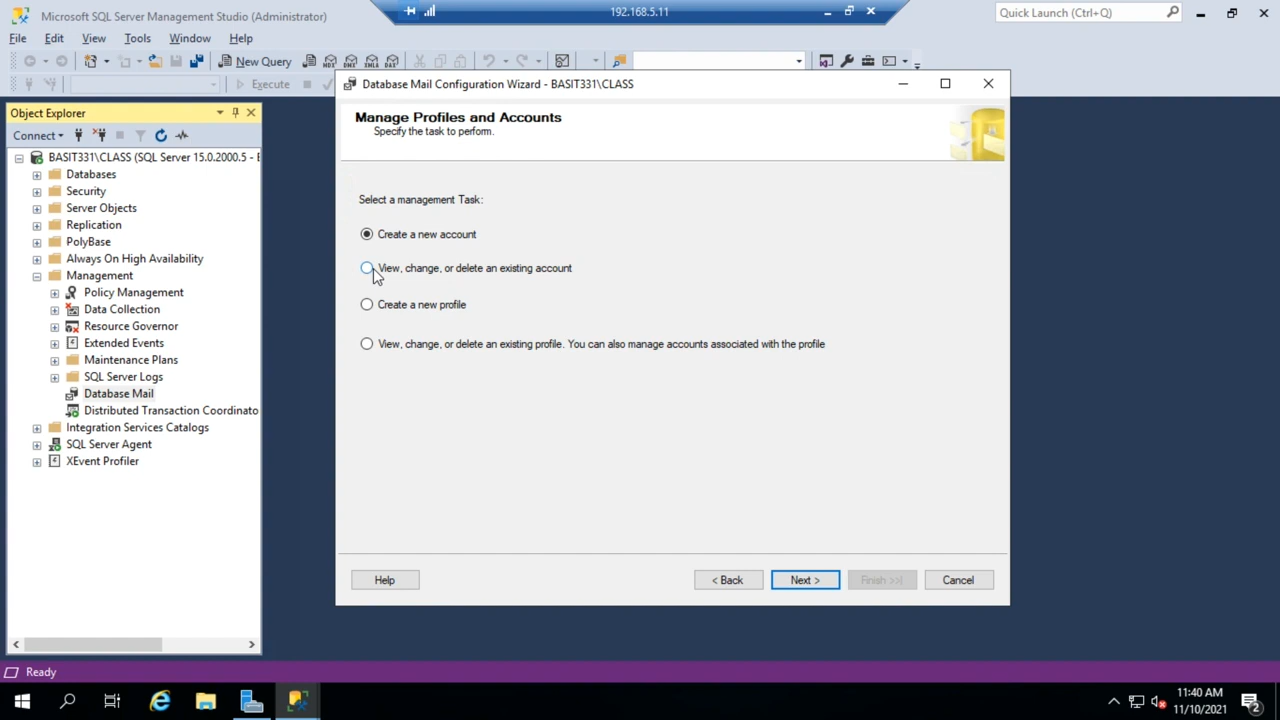 Microsoft SQL Server Management Studio (Administrator)
192.168.5.11
Quick Launch (Ctrl+Q)
File Edit View Tools Window Help
New Query
MDX DMX XMLA DAX
Execute
Object Explorer
Connect
BASIT331\CLASS (SQL Server 15.0.2000.5 - E
Databases
Security
Server Objects
Replication
PolyBase
Always On High Availability
Management
Policy Management
Data Collection
Resource Governor
Extended Events
Maintenance Plans
SQL Server Logs
Database Mail
Distributed Transaction Coordinato
Integration Services Catalogs
SQL Server Agent
XEvent Profiler
Database Mail Configuration Wizard - BASIT331\CLASS
Manage Profiles and Accounts
Specify the task to perform.
Select a management Task:
Create a new account
View, change, or delete an existing account
Create a new profile
View, change, or delete an existing profile. You can also manage accounts associated with the profile
Help < Back Next > Finish >>| Cancel
Ready
11:40 AM
11/10/2021
2